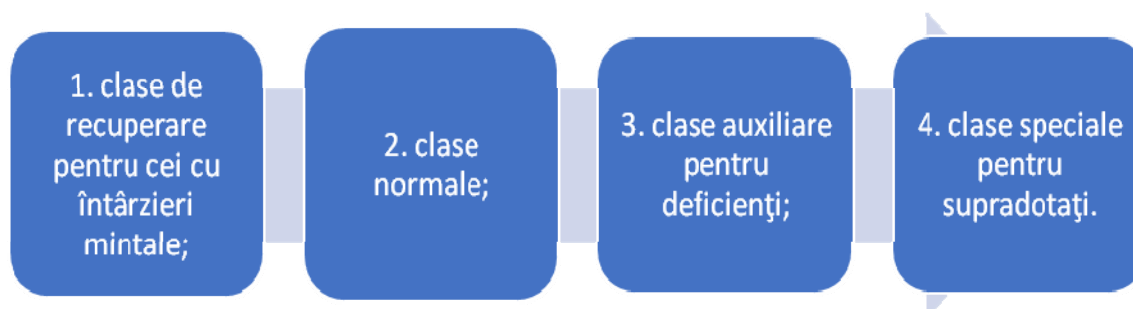 1. clase de
recuperare
pentru cei cu
întârzieri
mintale;
2. clase
normale;
3. clase auxiliare
pentru
deficienţi;
4. clase speciale
pentru
supradotaţi.